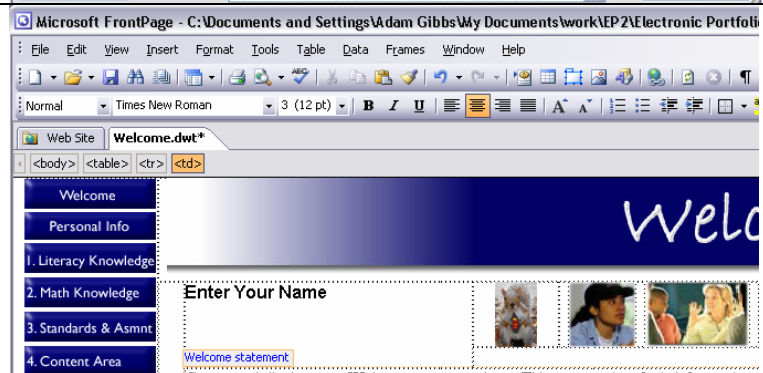 Microsoft FrontPage - C:\Documents and Settings\Adam Gibbs\My Documents\work\EP2\Electronic Portfoli
File Edit View Insert Format Tools Table Data Frames Window Help
Normal Times New Roman 3 (12 pt) B I U A A
Web Site Welcome.dwt*
<body> <table> <tr> <td>
Welcome
Personal Info
1. Literacy Knowledge
2. Math Knowledge
3. Standards & Asmnt
4. Content Area
Welc
Enter Your Name
Welcome statement